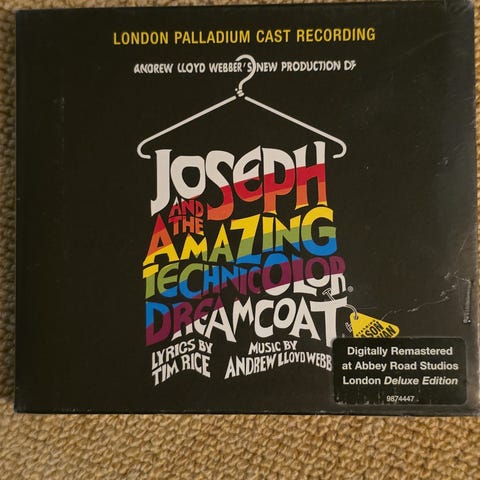 LONDON PALLADIUM CAST RECORDING
ANDREW LLOYD WEBBER'S NEW PRODUCTION OF
JOSEPH
AND
THE
AMAZING
TECHNICOLOR
DREAMCOAT
®
LYRICS BY
TIM RICE
MUSIC BY
ANDREW LLOYD WEBB
Digitally Remastered
at Abbey Road Studios
London Deluxe Edition
9874447